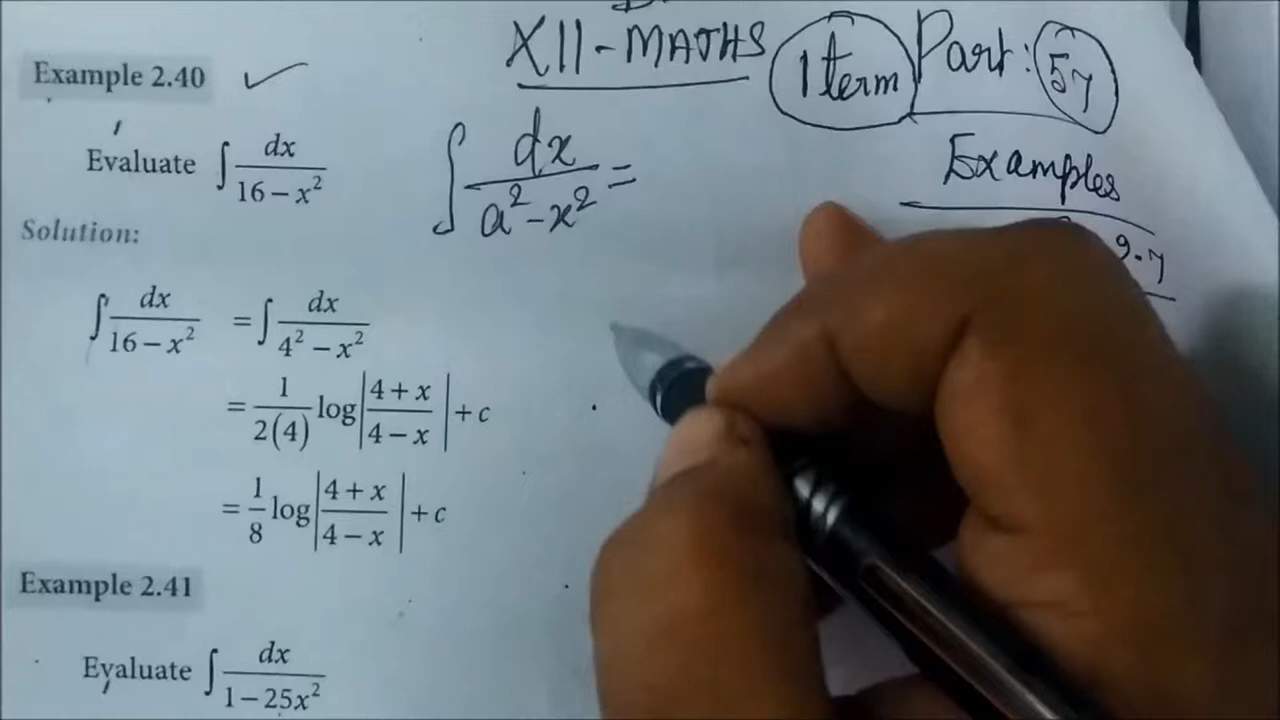 XII-MATHS 1 term Part: 57
Examples
9.7
∫ dx / (a² - x²) =
Example 2.40
Evaluate ∫ dx / (16 - x²)
Solution:
∫ dx / (16 - x²) = ∫ dx / (4² - x²)
= 1 / 2(4) log |(4 + x) / (4 - x)| + c
= 1/8 log |(4 + x) / (4 - x)| + c
Example 2.41
Evaluate ∫ dx / (1 - 25x²)